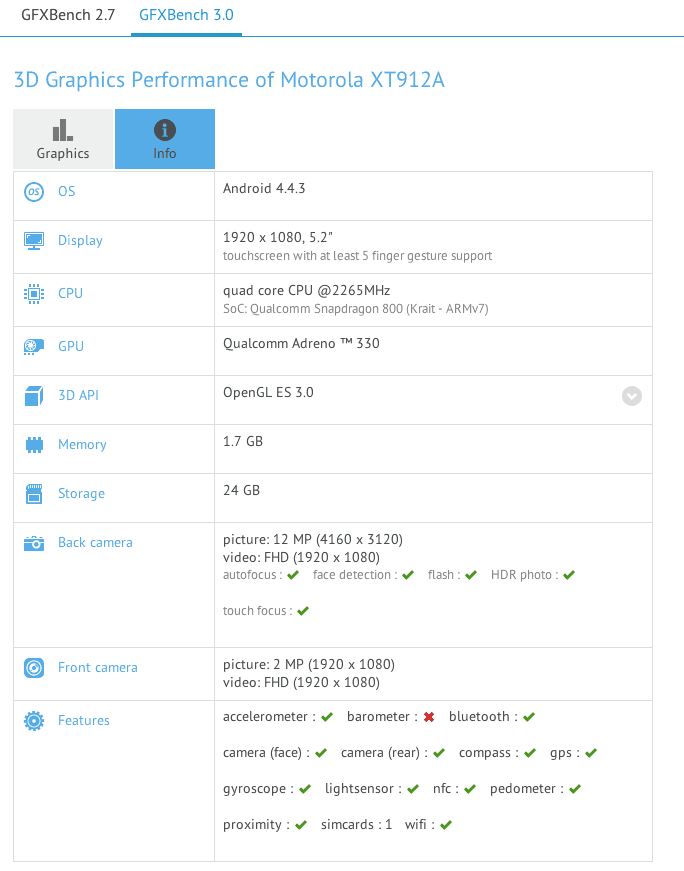 GFXBench 2.7 GFXBench 3.0
3D Graphics Performance of Motorola XT912A
Graphics Info
OS Android 4.4.3
Display 1920 x 1080, 5.2"
touchscreen with at least 5 finger gesture support
CPU quad core CPU @2265MHz
SoC: Qualcomm Snapdragon 800 (Krait - ARMv7)
GPU Qualcomm Adreno ™ 330
3D API OpenGL ES 3.0
Memory 1.7 GB
Storage 24 GB
Back camera picture: 12 MP (4160 x 3120)
video: FHD (1920 x 1080)
autofocus : face detection : flash : HDR photo :
touch focus :
Front camera picture: 2 MP (1920 x 1080)
video: FHD (1920 x 1080)
Features accelerometer : barometer : bluetooth :
camera (face) : camera (rear) : compass : gps :
gyroscope : lightsensor : nfc : pedometer :
proximity : simcards : 1 wifi :